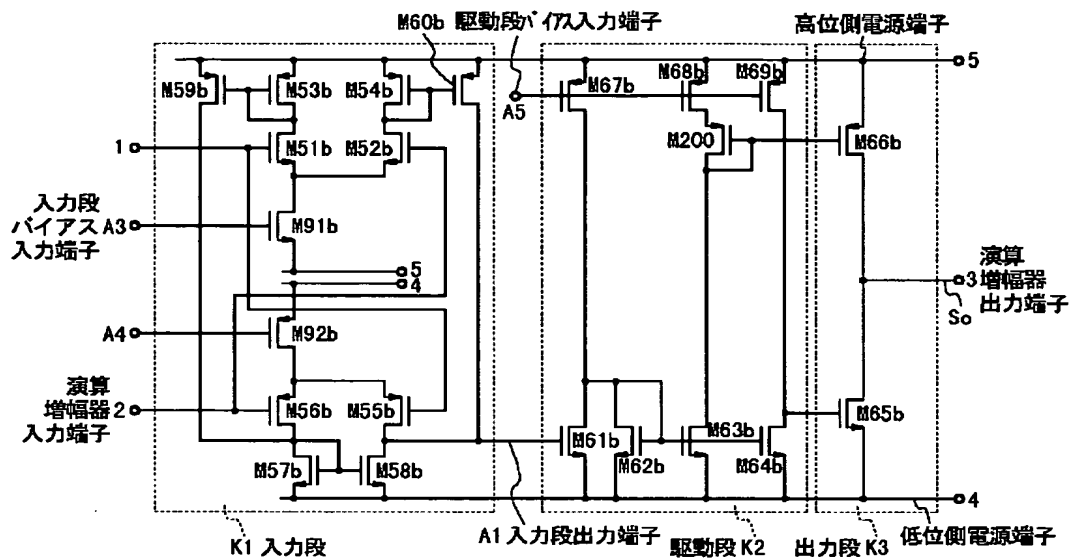 M60b 駆動段バイアス入力端子
高位側電源端子
5
M59b
M53b
M54b
A5
M67b
M68b
M69b
1
M51b
M52b
M200
M66b
入力段
バイアス A3
入力端子
M91b
5
4
演算
増幅器
出力端子
3
So
A4
M92b
演算
増幅器 2
入力端子
M56b
M55b
M65b
M57b
M58b
M61b
M62b
M63b
M64b
4
K1 入力段
A1 入力段出力端子
駆動段 K2
出力段 K3
低位側電源端子